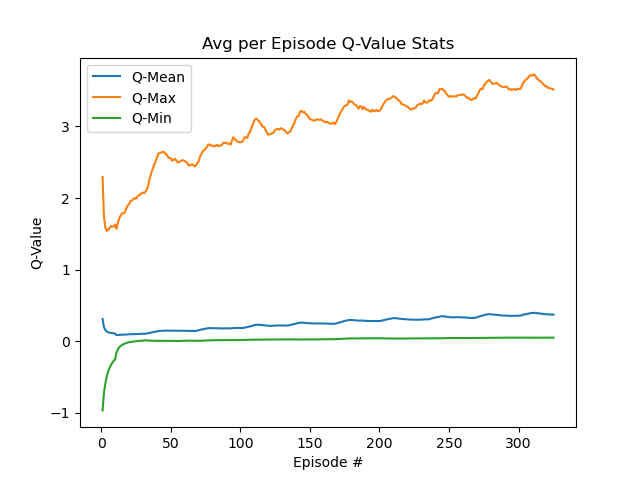 Avg per Episode Q-Value Stats
Q-Mean
Q-Max
Q-Min
Q-Value
3
2
1
0
−1
0 50 100 150 200 250 300
Episode #